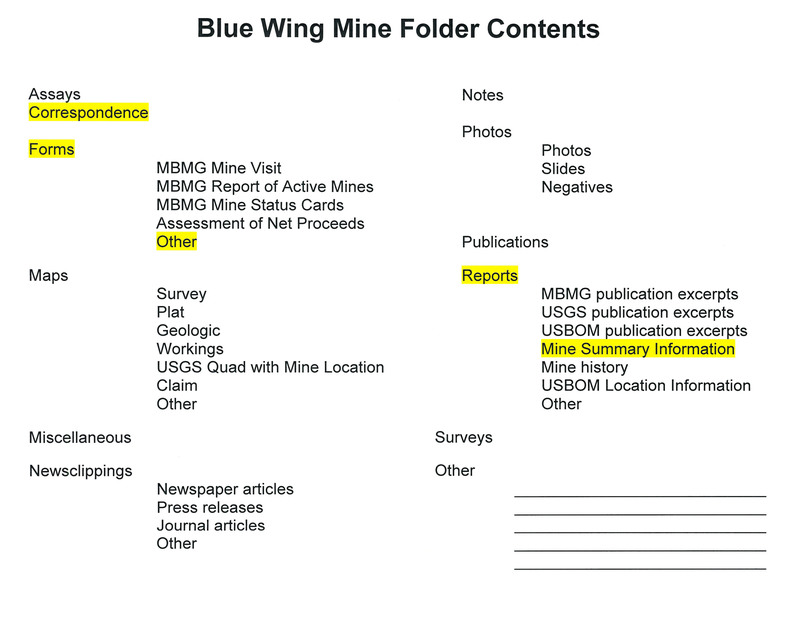 Blue Wing Mine Folder Contents
Assays
Correspondence
Forms
MBMG Mine Visit
MBMG Report of Active Mines
MBMG Mine Status Cards
Assessment of Net Proceeds
Other
Maps
Survey
Plat
Geologic
Workings
USGS Quad with Mine Location
Claim
Other
Miscellaneous
Newsclippings
Newspaper articles
Press releases
Journal articles
Other
Notes
Photos
Photos
Slides
Negatives
Publications
Reports
MBMG publication excerpts
USGS publication excerpts
USBOM publication excerpts
Mine Summary Information
Mine history
USBOM Location Information
Other
Surveys
Other